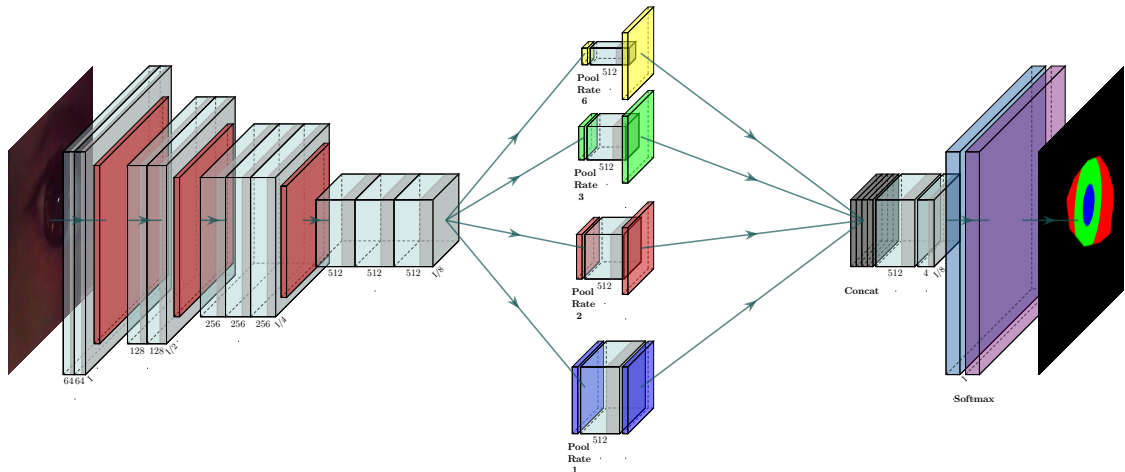 64 64 1
128 128 1/2
256 256 256 1/4
512 512 512 1/8
512
Pool
Rate
6
512
Pool
Rate
3
512
Pool
Rate
2
512
Pool
Rate
1
512 4 1/8
Concat
1
Softmax